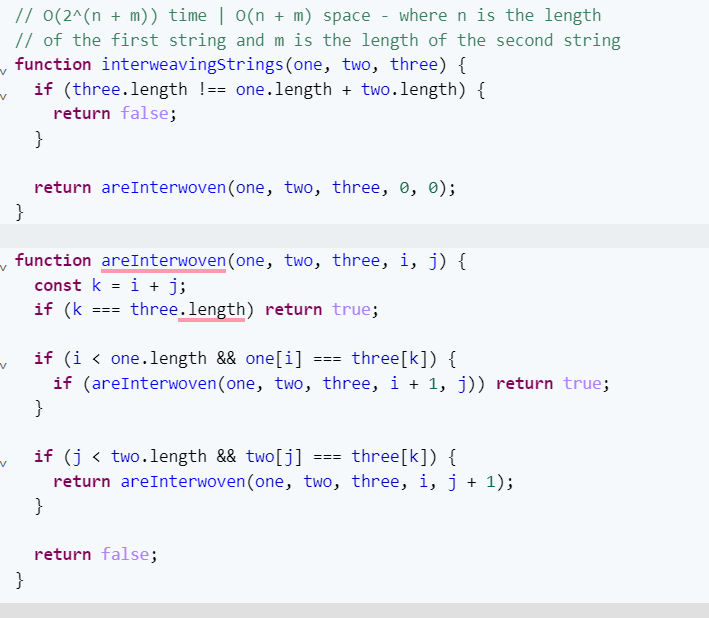 // O(2^(n + m)) time | O(n + m) space - where n is the length
// of the first string and m is the length of the second string
function interweavingStrings(one, two, three) {
  if (three.length !== one.length + two.length) {
    return false;
  }

  return areInterwoven(one, two, three, 0, 0);
}

function areInterwoven(one, two, three, i, j) {
  const k = i + j;
  if (k === three.length) return true;

  if (i < one.length && one[i] === three[k]) {
    if (areInterwoven(one, two, three, i + 1, j)) return true;
  }

  if (j < two.length && two[j] === three[k]) {
    return areInterwoven(one, two, three, i, j + 1);
  }

  return false;
}